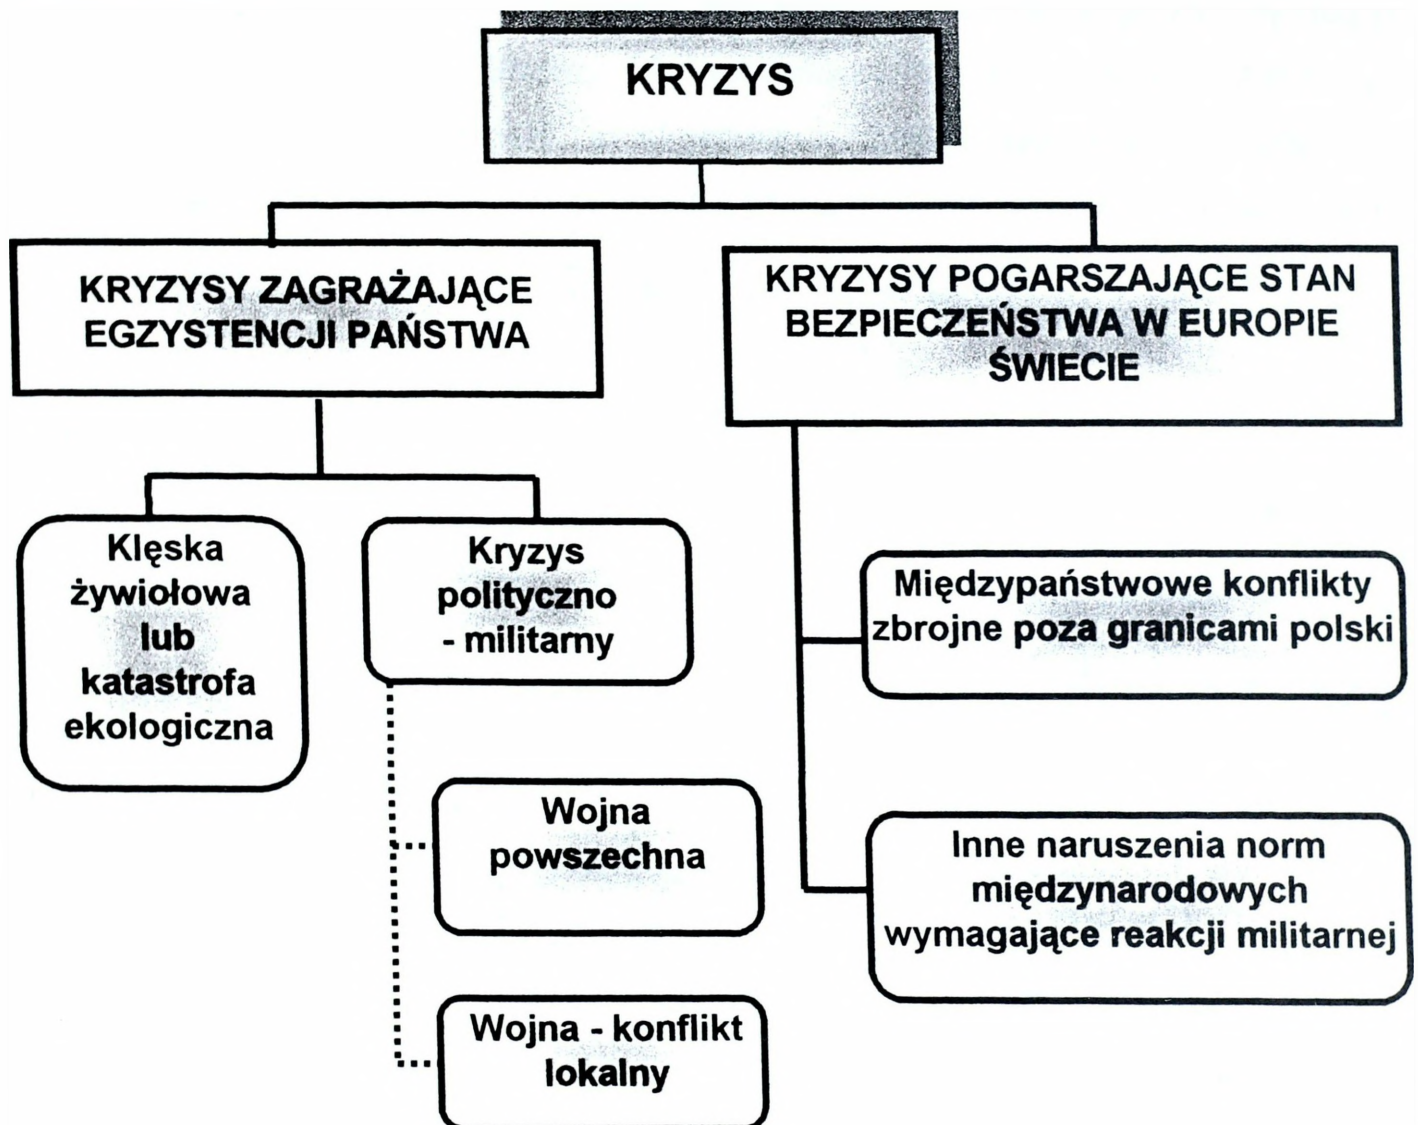 KRYZYS
KRYZYSY ZAGRAŻAJĄCE
EGZYSTENCJI PAŃSTWA
KRYZYSY POGARSZAJĄCE STAN
BEZPIECZEŃSTWA W EUROPIE
ŚWIECIE
Klęska
żywiołowa
lub
katastrofa
ekologiczna
Kryzys
polityczno
- militarny
Wojna
powszechna
Wojna - konflikt
lokalny
Międzypaństwowe konflikty
zbrojne poza granicami polski
Inne naruszenia norm
międzynarodowych
wymagające reakcji militarnej